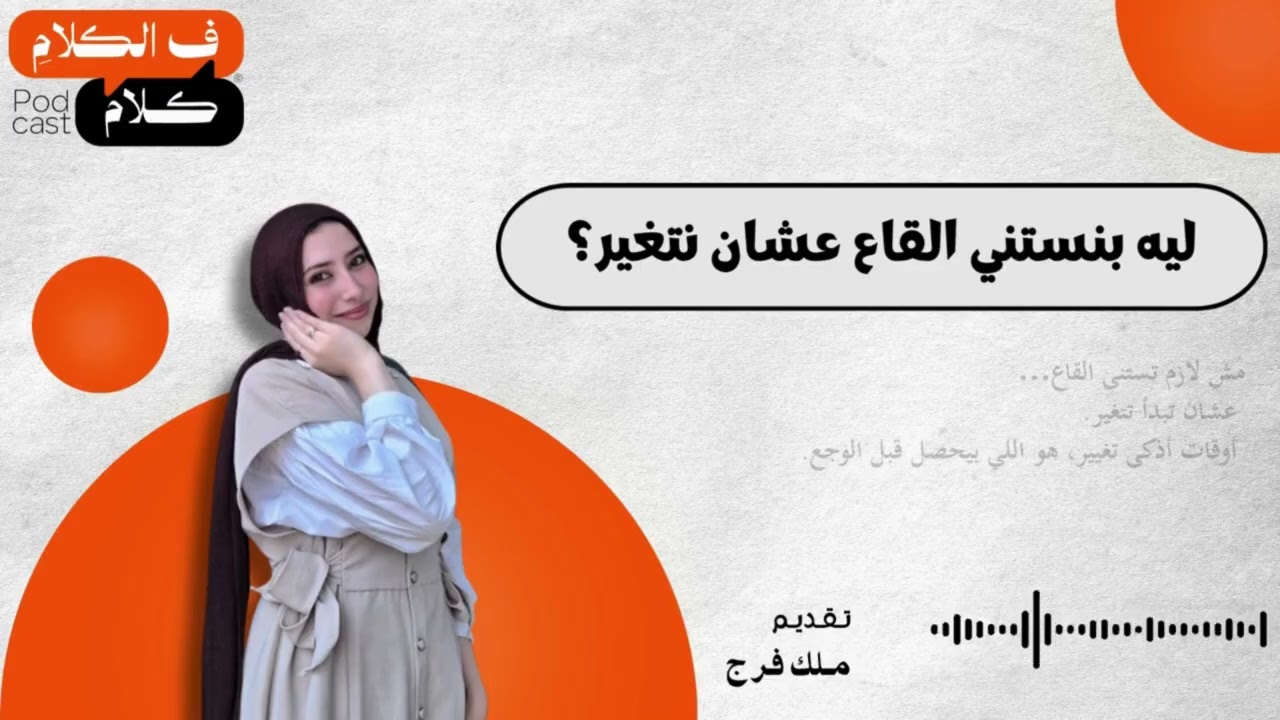 ف الكلامِ
كلام
Pod
cast
©
ليه بنستني القاع عشان نتغير؟
مش لازم تستنى القاع...
عشان تبدأ تتغير.
أوقات أذكى تغيير، هو اللي بيحصّل قبل الوجع.
تقديم
ملك فرج